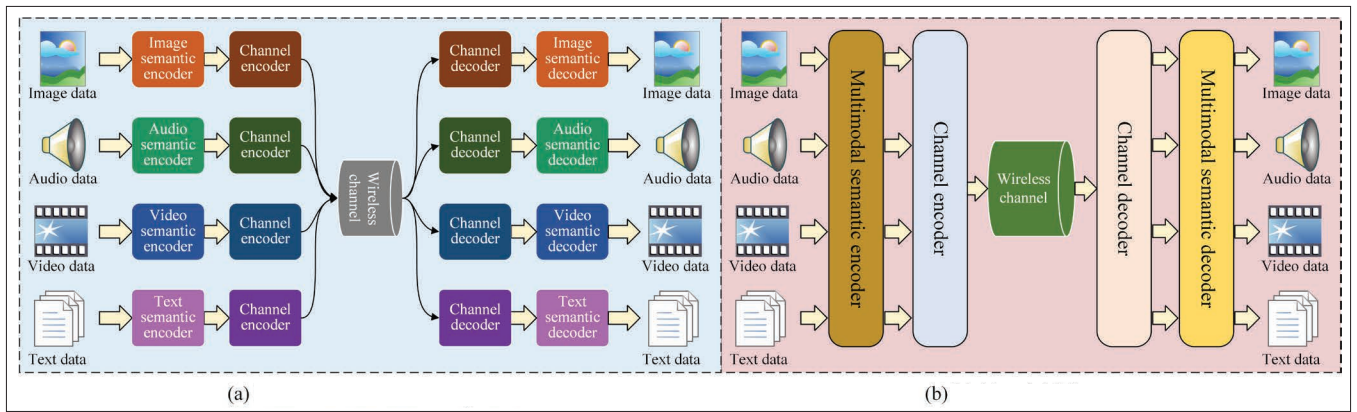 Image data
Image
semantic
encoder
Channel
encoder
Channel
decoder
Image
semantic
decoder
Image data
Audio data
Audio
semantic
encoder
Channel
encoder
Channel
decoder
Audio
semantic
decoder
Audio data
Wireless
channel
Video data
Video
semantic
encoder
Channel
encoder
Channel
decoder
Video
semantic
decoder
Video data
Text data
Text
semantic
encoder
Channel
encoder
Channel
decoder
Text
semantic
decoder
Text data
(a)
Image data
Audio data
Video data
Text data
Multimodal semantic encoder
Channel encoder
Wireless
channel
Channel decoder
Multimodal semantic decoder
Image data
Audio data
Video data
Text data
(b)